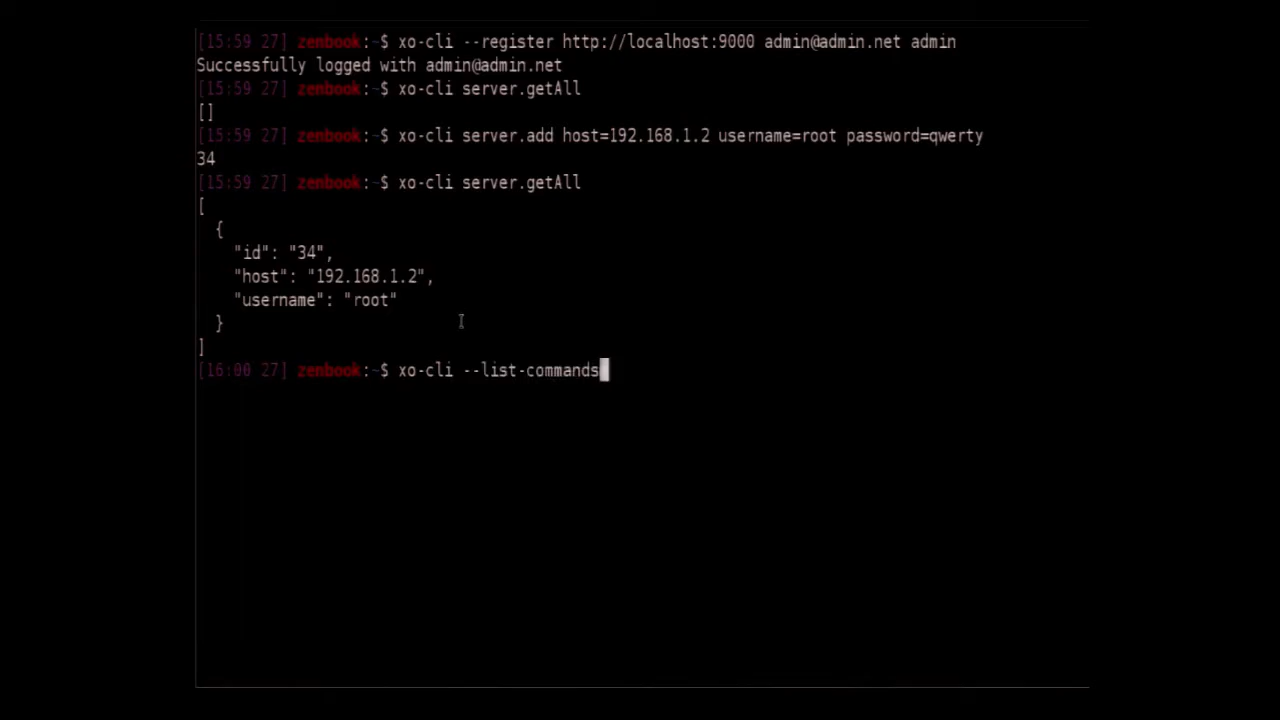 [15:59 27] zenbook:~$ xo-cli --register http://localhost:9000 admin@admin.net admin
Successfully logged with admin@admin.net
[15:59 27] zenbook:~$ xo-cli server.getAll
[]
[15:59 27] zenbook:~$ xo-cli server.add host=192.168.1.2 username=root password=qwerty
34
[15:59 27] zenbook:~$ xo-cli server.getAll
[
  {
    "id": "34",
    "host": "192.168.1.2",
    "username": "root"
  }
]
[16:00 27] zenbook:~$ xo-cli --list-commands